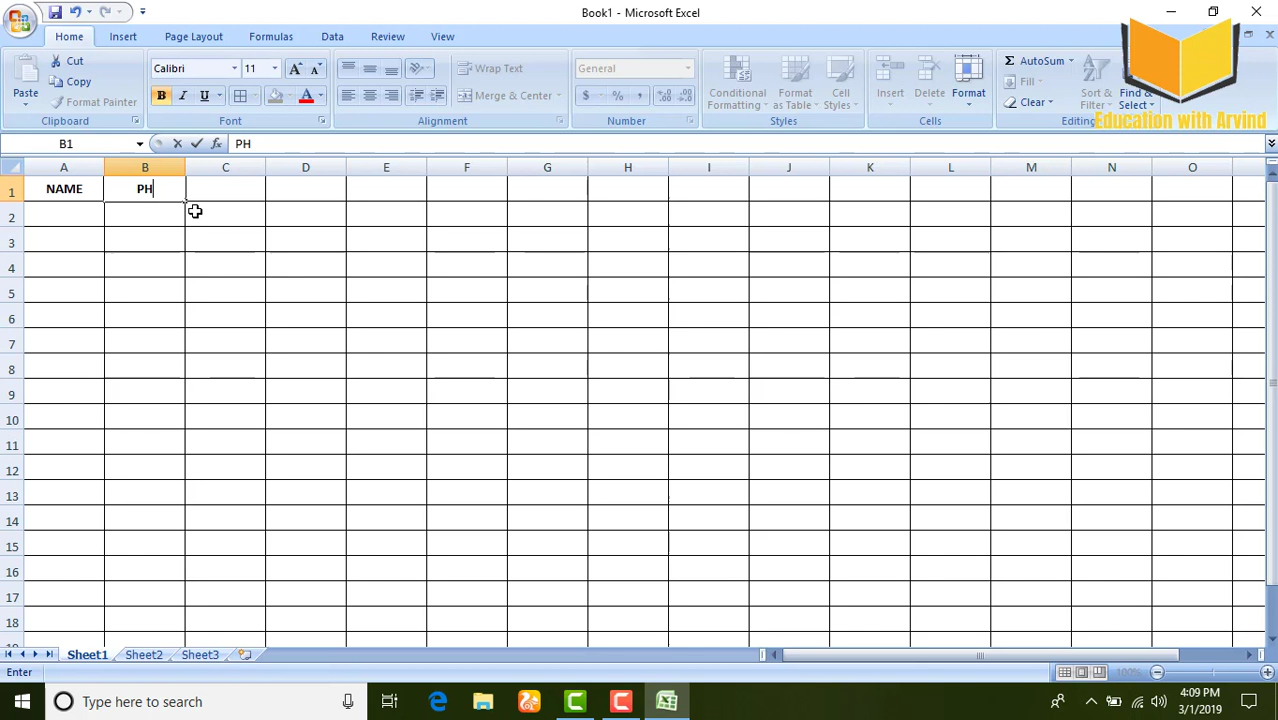 Book1 - Microsoft Excel
Home Insert Page Layout Formulas Data Review View
Paste
Cut
Copy
Format Painter
Clipboard
Calibri 11
B I U
Font
Wrap Text
Merge & Center
Alignment
General
$ % ,
Number
Conditional Formatting
Format as Table
Cell Styles
Styles
Insert Delete Format
Cells
Σ AutoSum
Fill
Clear
Sort & Filter
Find & Select
Editing
Education with Arvind
B1 fx PH
A B C D E F G H I J K L M N O
1 NAME PH
2
3
4
5
6
7
8
9
10
11
12
13
14
15
16
17
18
Sheet1 Sheet2 Sheet3
Enter 100%
Type here to search
4:09 PM
3/1/2019